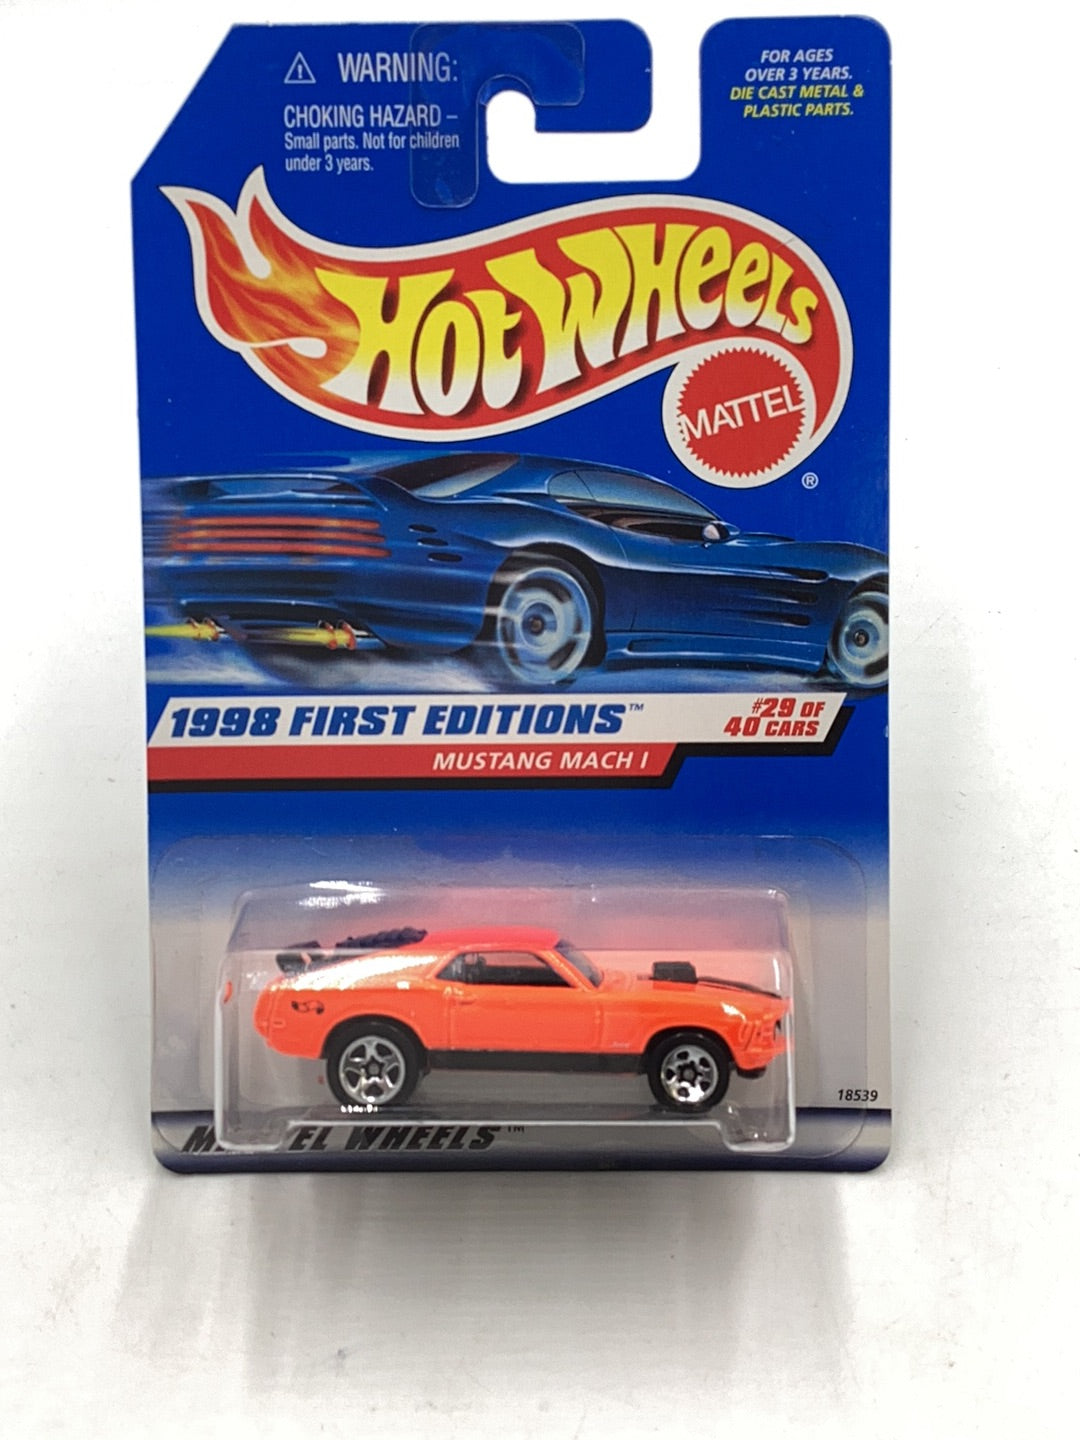 WARNING:
CHOKING HAZARD –
Small parts. Not for children
under 3 years.
FOR AGES
OVER 3 YEARS.
DIE CAST METAL &
PLASTIC PARTS.
HOT WHEELS
MATTEL
®
1998 FIRST EDITIONS™
#29 OF
40 CARS
MUSTANG MACH I
18539
WHEELS™